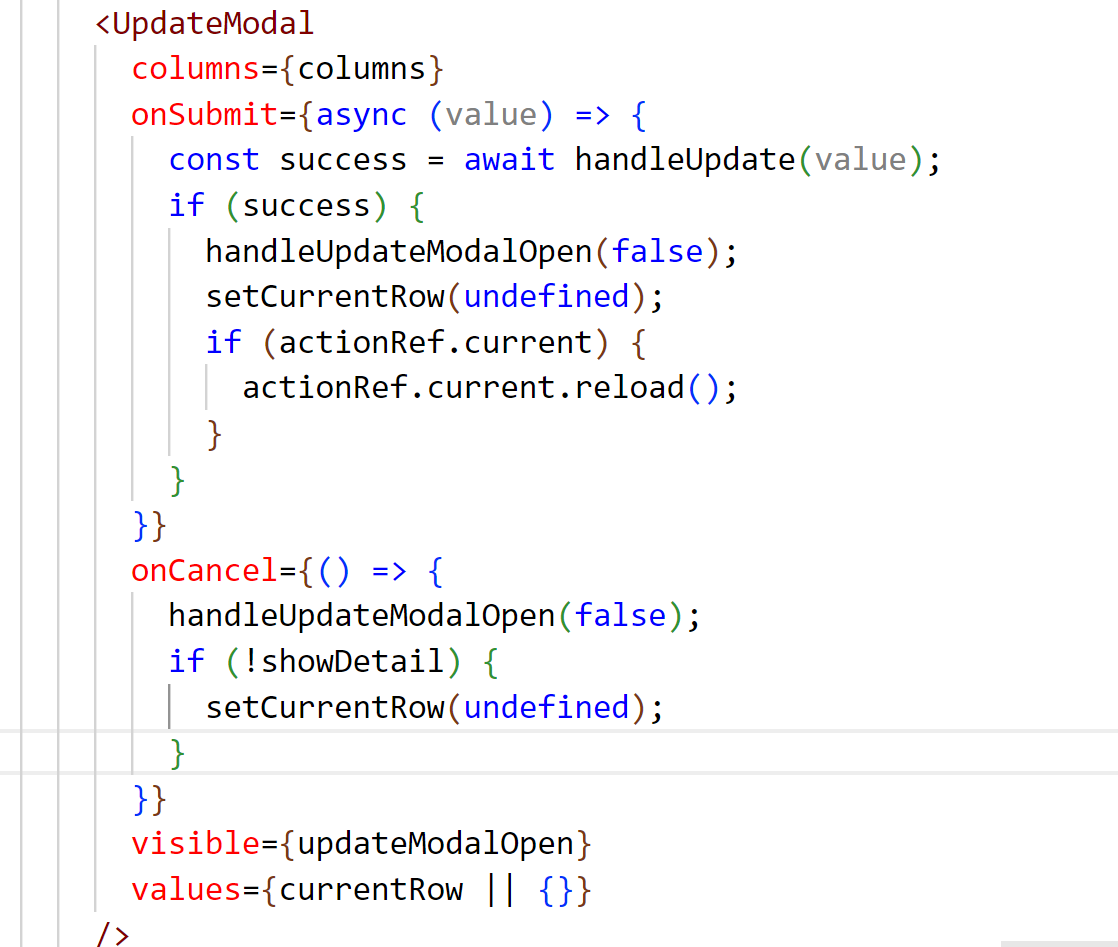 <UpdateModal
columns={columns}
onSubmit={async (value) => {
const success = await handleUpdate(value);
if (success) {
handleUpdateModalOpen(false);
setCurrentRow(undefined);
if (actionRef.current) {
actionRef.current.reload();
}
}
}}
onCancel={() => {
handleUpdateModalOpen(false);
if (!showDetail) {
setCurrentRow(undefined);
}
}}
visible={updateModalOpen}
values={currentRow || {}}
/>